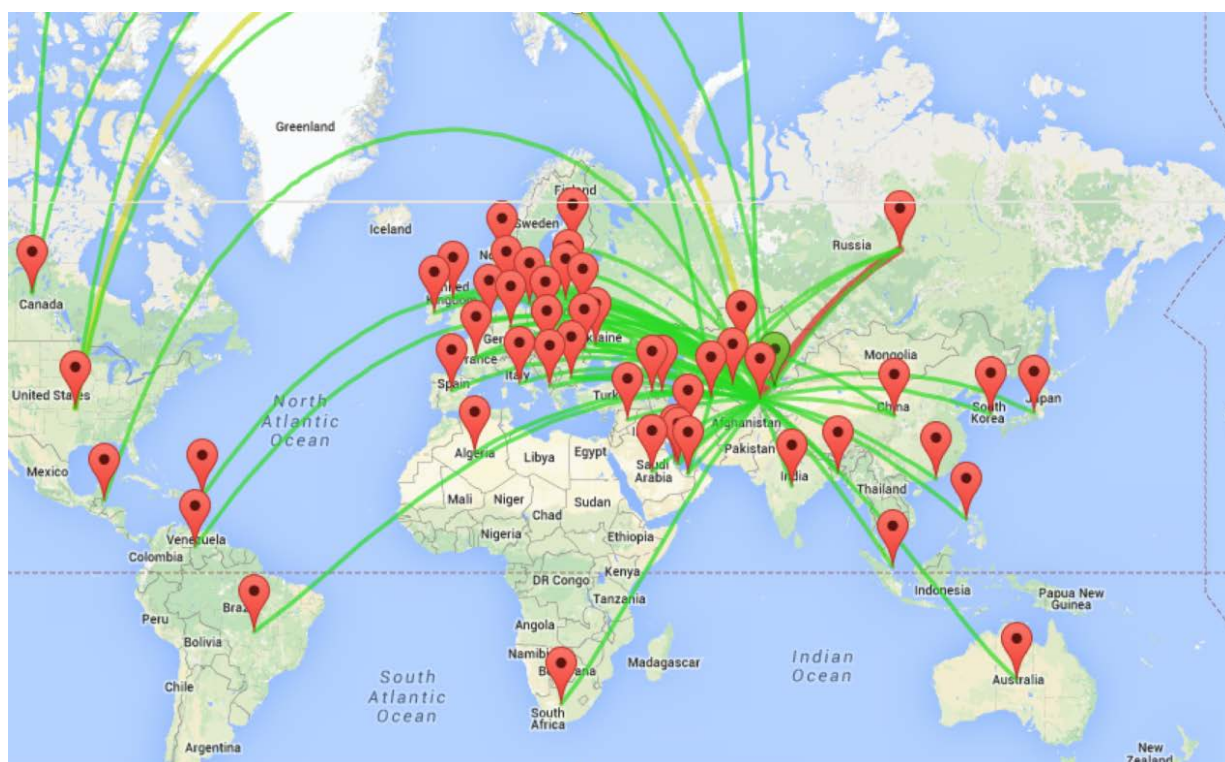 Greenland
Iceland
Finland
Sweden
Russia
Canada
United
Kingdom
Ukraine
France
Mongolia
United States
North
Atlantic
Ocean
Spain
Italy
China
South
Korea
Japan
Afghanistan
Mexico
Algeria
Libya
Egypt
Saudi
Arabia
Pakistan
India
Thailand
Mali
Niger
Chad
Sudan
Venezuela
Nigeria
Ethiopia
Colombia
DR Congo
Kenya
Indonesia
Papua New
Guinea
Tanzania
Peru
Bolivia
Angola
Madagascar
Indian
Ocean
South
Atlantic
Ocean
Chile
Australia
South
Africa
Argentina
New